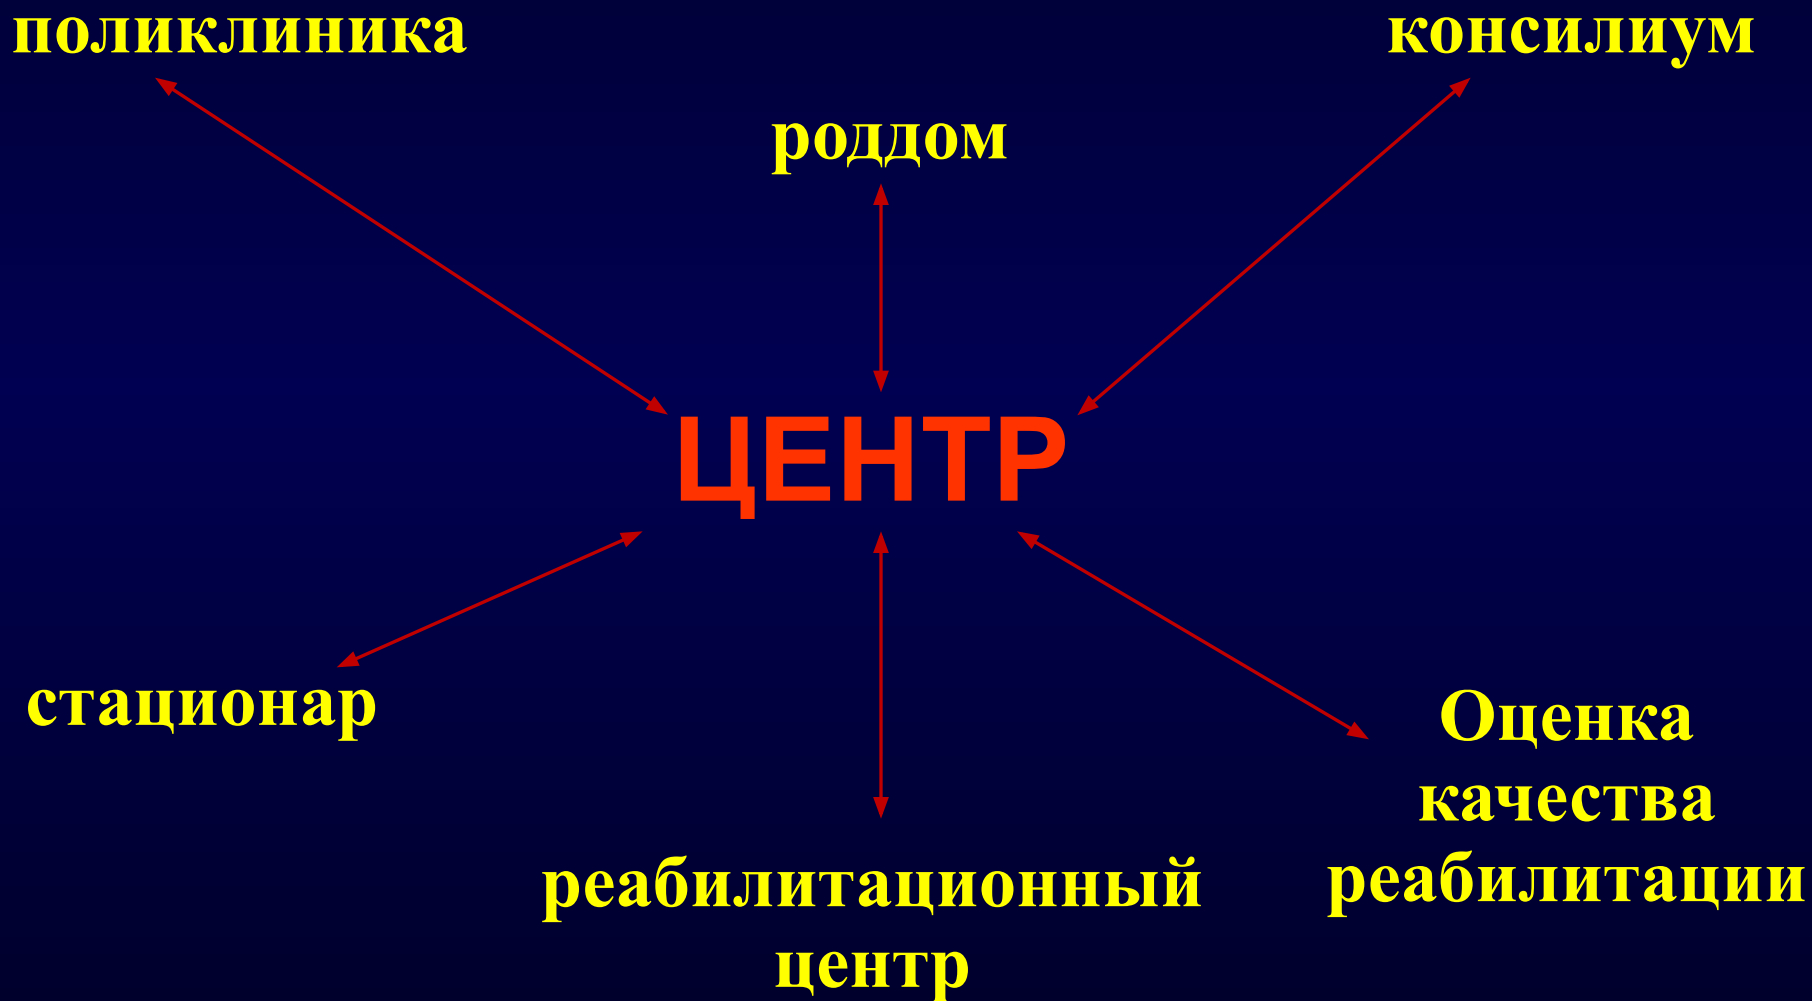 поликлиника
консилиум
роддом
ЦЕНТР
стационар
Оценка
качества
реабилитации
реабилитационный
центр